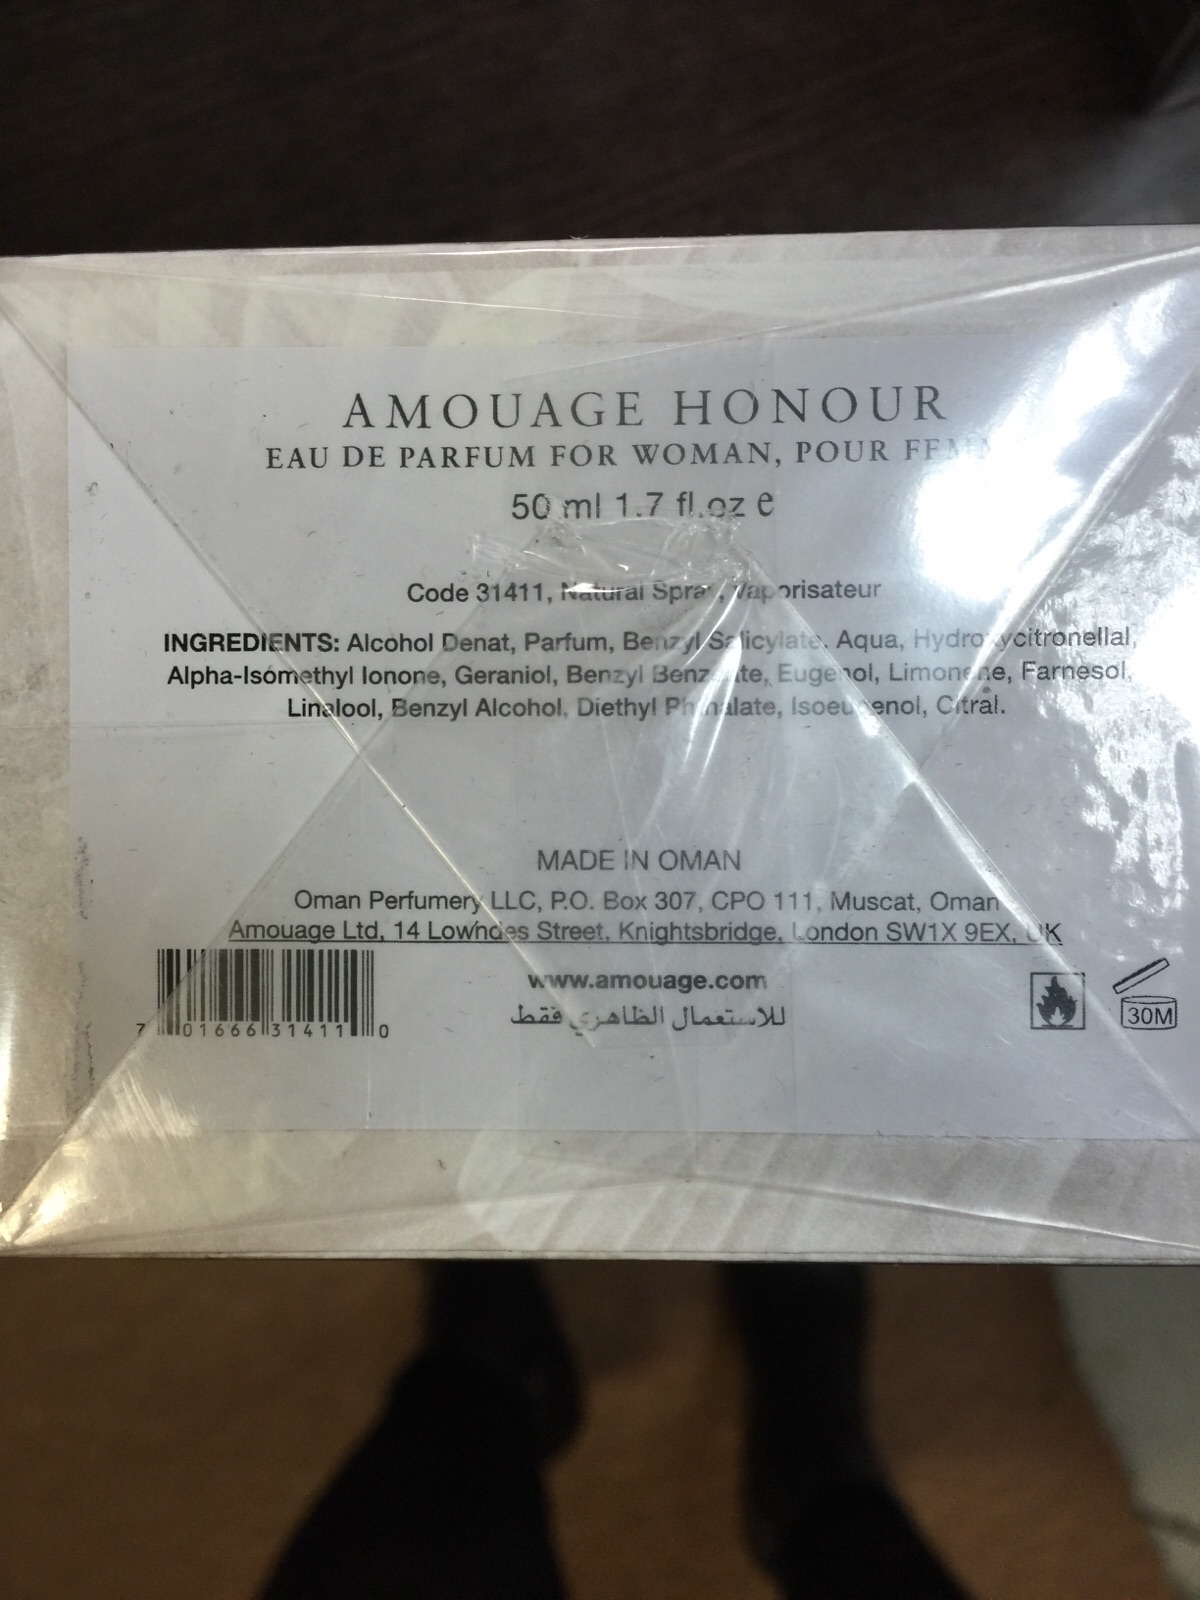 AMOUAGE HONOUR
EAU DE PARFUM FOR WOMAN, POUR
50 ml 1.7 fl.oz e
Code 31411, Natural Spray, Vaporisateur
INGREDIENTS: Alcohol Denat, Parfum, Benzyl Salicylate. Aqua, Hydroxycitronellal,
Alpha-Isomethyl Ionone, Geraniol, Benzyl Benzoate, Eugenol, Limonene, Farnesol,
Linalool, Benzyl Alcohol, Diethyl Phthalate, Isoeugenol, Citral.
MADE IN OMAN
Oman Perfumery LLC, P.O. Box 307, CPO 111, Muscat, Oman
Amouage Ltd, 14 Lowndes Street, Knightsbridge, London SW1X 9EX, UK
www.amouage.com
للاستعمال الظاهري فقط
7 01666 31411 0
30M